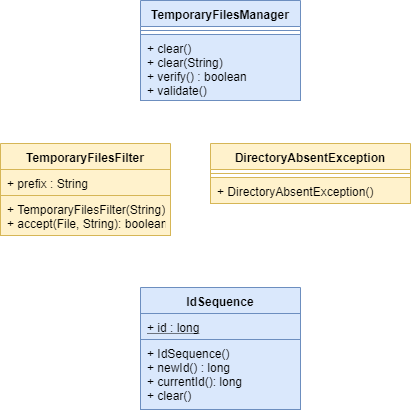 TemporaryFilesManager
+ clear()
+ clear(String)
+ verify() : boolean
+ validate()
TemporaryFilesFilter
+ prefix : String
+ TemporaryFilesFilter(String)
+ accept(File, String): boolean
DirectoryAbsentException
+ DirectoryAbsentException()
IdSequence
+ id : long
+ IdSequence()
+ newId() : long
+ currentId(): long
+ clear()